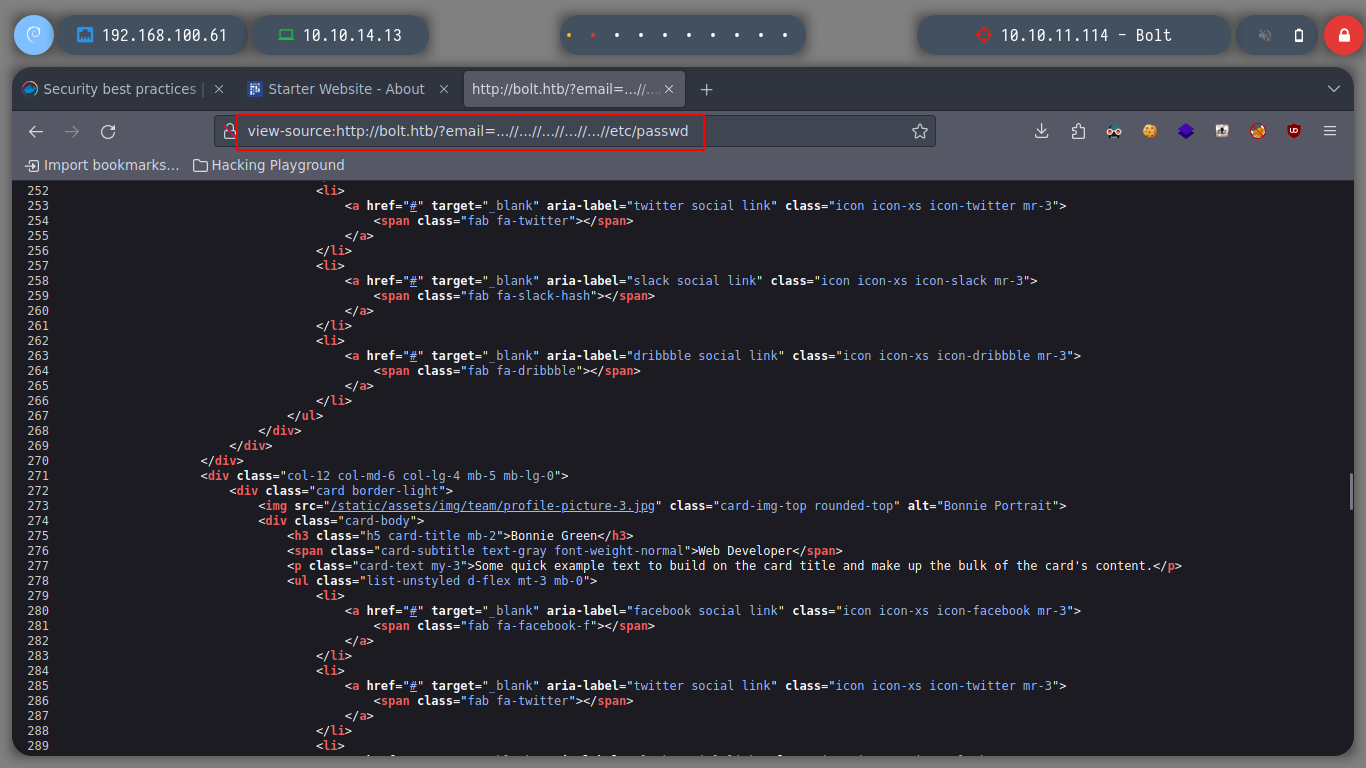 192.168.100.61 10.10.14.13 10.10.11.114 - Bolt
Security best practices | Starter Website - About http://bolt.htb/?email=...//...
view-source:http://bolt.htb/?email=...//...//...//...//...//etc/passwd
Import bookmarks... Hacking Playground
252 <li>
253 <a href="#" target="_blank" aria-label="twitter social link" class="icon icon-xs icon-twitter mr-3">
254 <span class="fab fa-twitter"></span>
255 </a>
256 </li>
257 <li>
258 <a href="#" target="_blank" aria-label="slack social link" class="icon icon-xs icon-slack mr-3">
259 <span class="fab fa-slack-hash"></span>
260 </a>
261 </li>
262 <li>
263 <a href="#" target="_blank" aria-label="dribbble social link" class="icon icon-xs icon-dribbble mr-3">
264 <span class="fab fa-dribbble"></span>
265 </a>
266 </li>
267 </ul>
268 </div>
269 </div>
270 </div>
271 <div class="col-12 col-md-6 col-lg-4 mb-5 mb-lg-0">
272 <div class="card border-light">
273 <img src="/static/assets/img/team/profile-picture-3.jpg" class="card-img-top rounded-top" alt="Bonnie Portrait">
274 <div class="card-body">
275 <h3 class="h5 card-title mb-2">Bonnie Green</h3>
276 <span class="card-subtitle text-gray font-weight-normal">Web Developer</span>
277 <p class="card-text my-3">Some quick example text to build on the card title and make up the bulk of the card's content.</p>
278 <ul class="list-unstyled d-flex mt-3 mb-0">
279 <li>
280 <a href="#" target="_blank" aria-label="facebook social link" class="icon icon-xs icon-facebook mr-3">
281 <span class="fab fa-facebook-f"></span>
282 </a>
283 </li>
284 <li>
285 <a href="#" target="_blank" aria-label="twitter social link" class="icon icon-xs icon-twitter mr-3">
286 <span class="fab fa-twitter"></span>
287 </a>
288 </li>
289 <li>